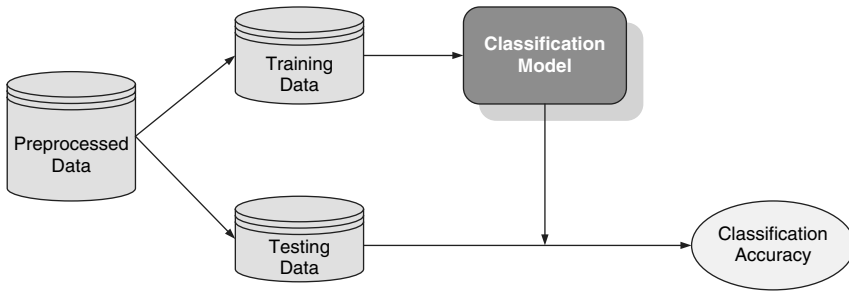 Training
Data
Classification
Model
Preprocessed
Data
Testing
Data
Classification
Accuracy